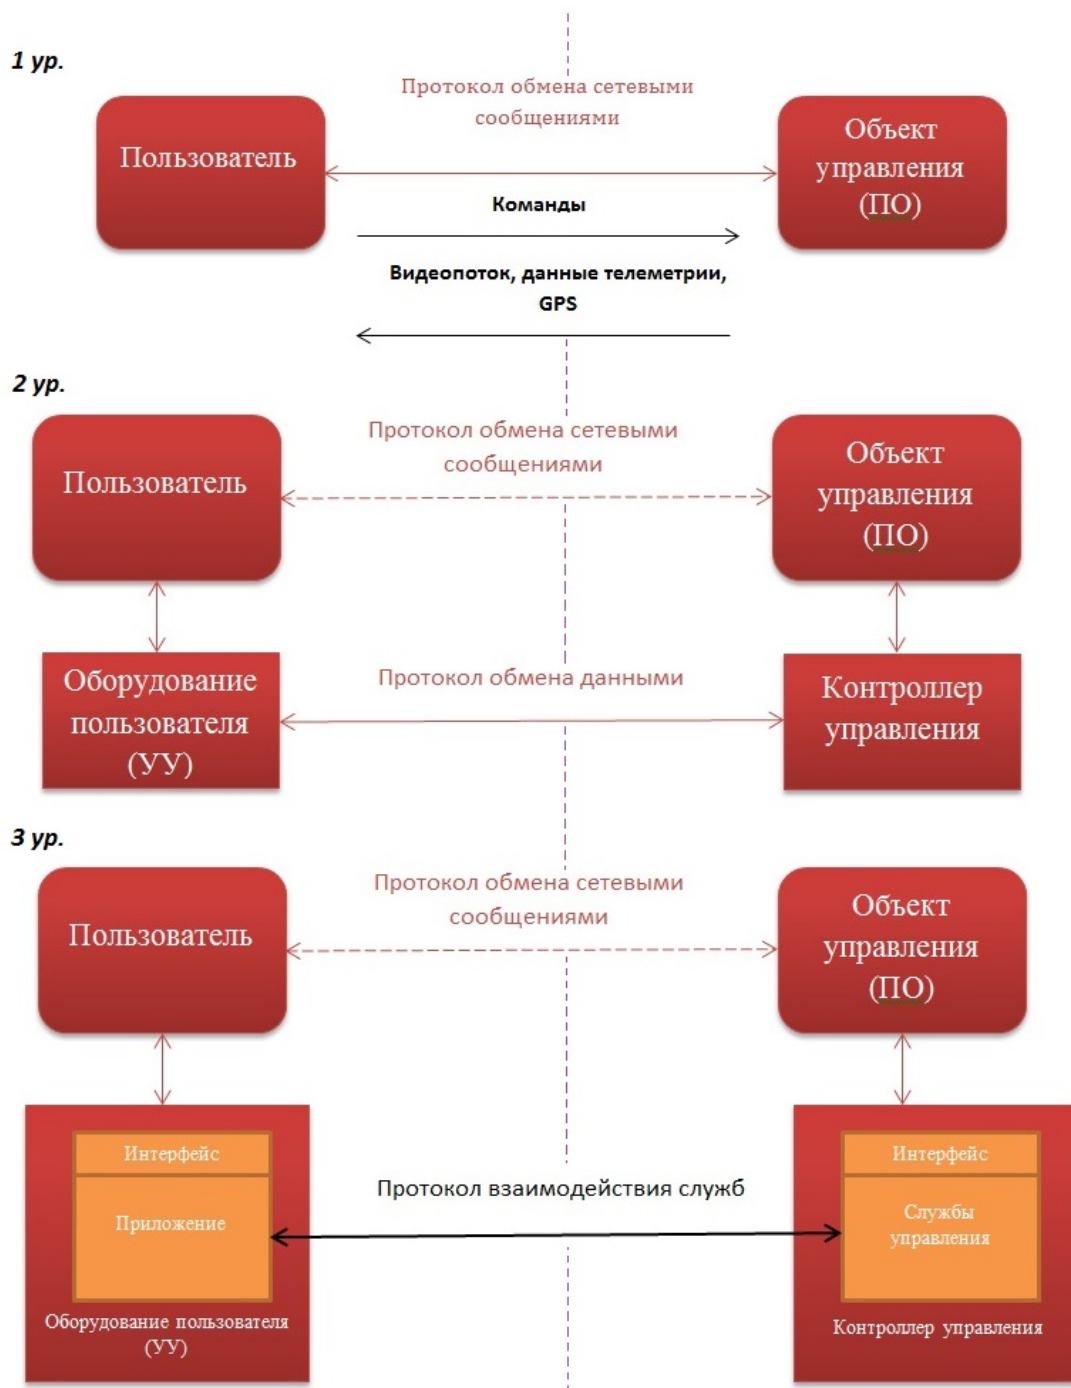 1 ур.
Протокол обмена сетевыми
сообщениями
Пользователь
Объект
управления
(ПО)
Команды
Видеопоток, данные телеметрии,
GPS
2 ур.
Протокол обмена сетевыми
сообщениями
Пользователь
Объект
управления
(ПО)
Оборудование
пользователя
(УУ)
Протокол обмена данными
Контроллер
управления
3 ур.
Протокол обмена сетевыми
сообщениями
Пользователь
Объект
управления
(ПО)
Интерфейс
Приложение
Оборудование пользователя
(УУ)
Протокол взаимодействия служб
Интерфейс
Службы
управления
Контроллер управления